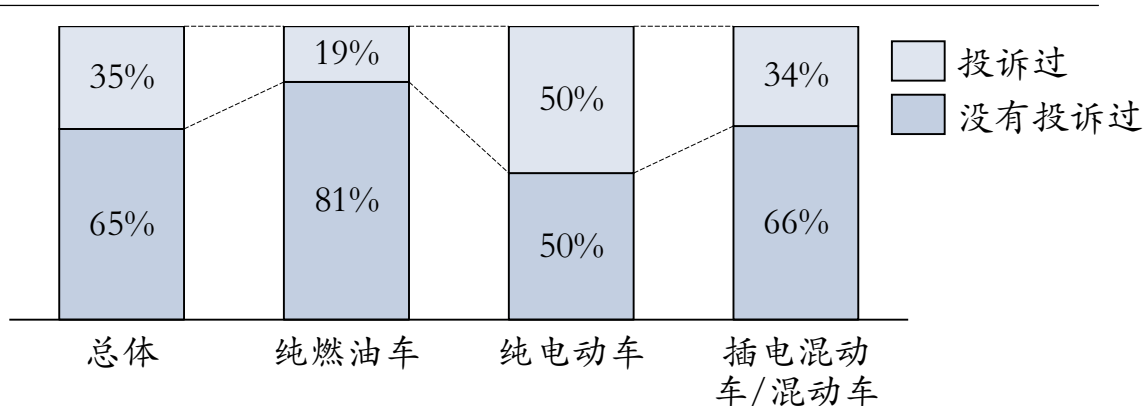 35%
19%
50%
34%
65%
81%
50%
66%
投诉过
没有投诉过
总体
纯燃油车
纯电动车
插电混动
车/混动车